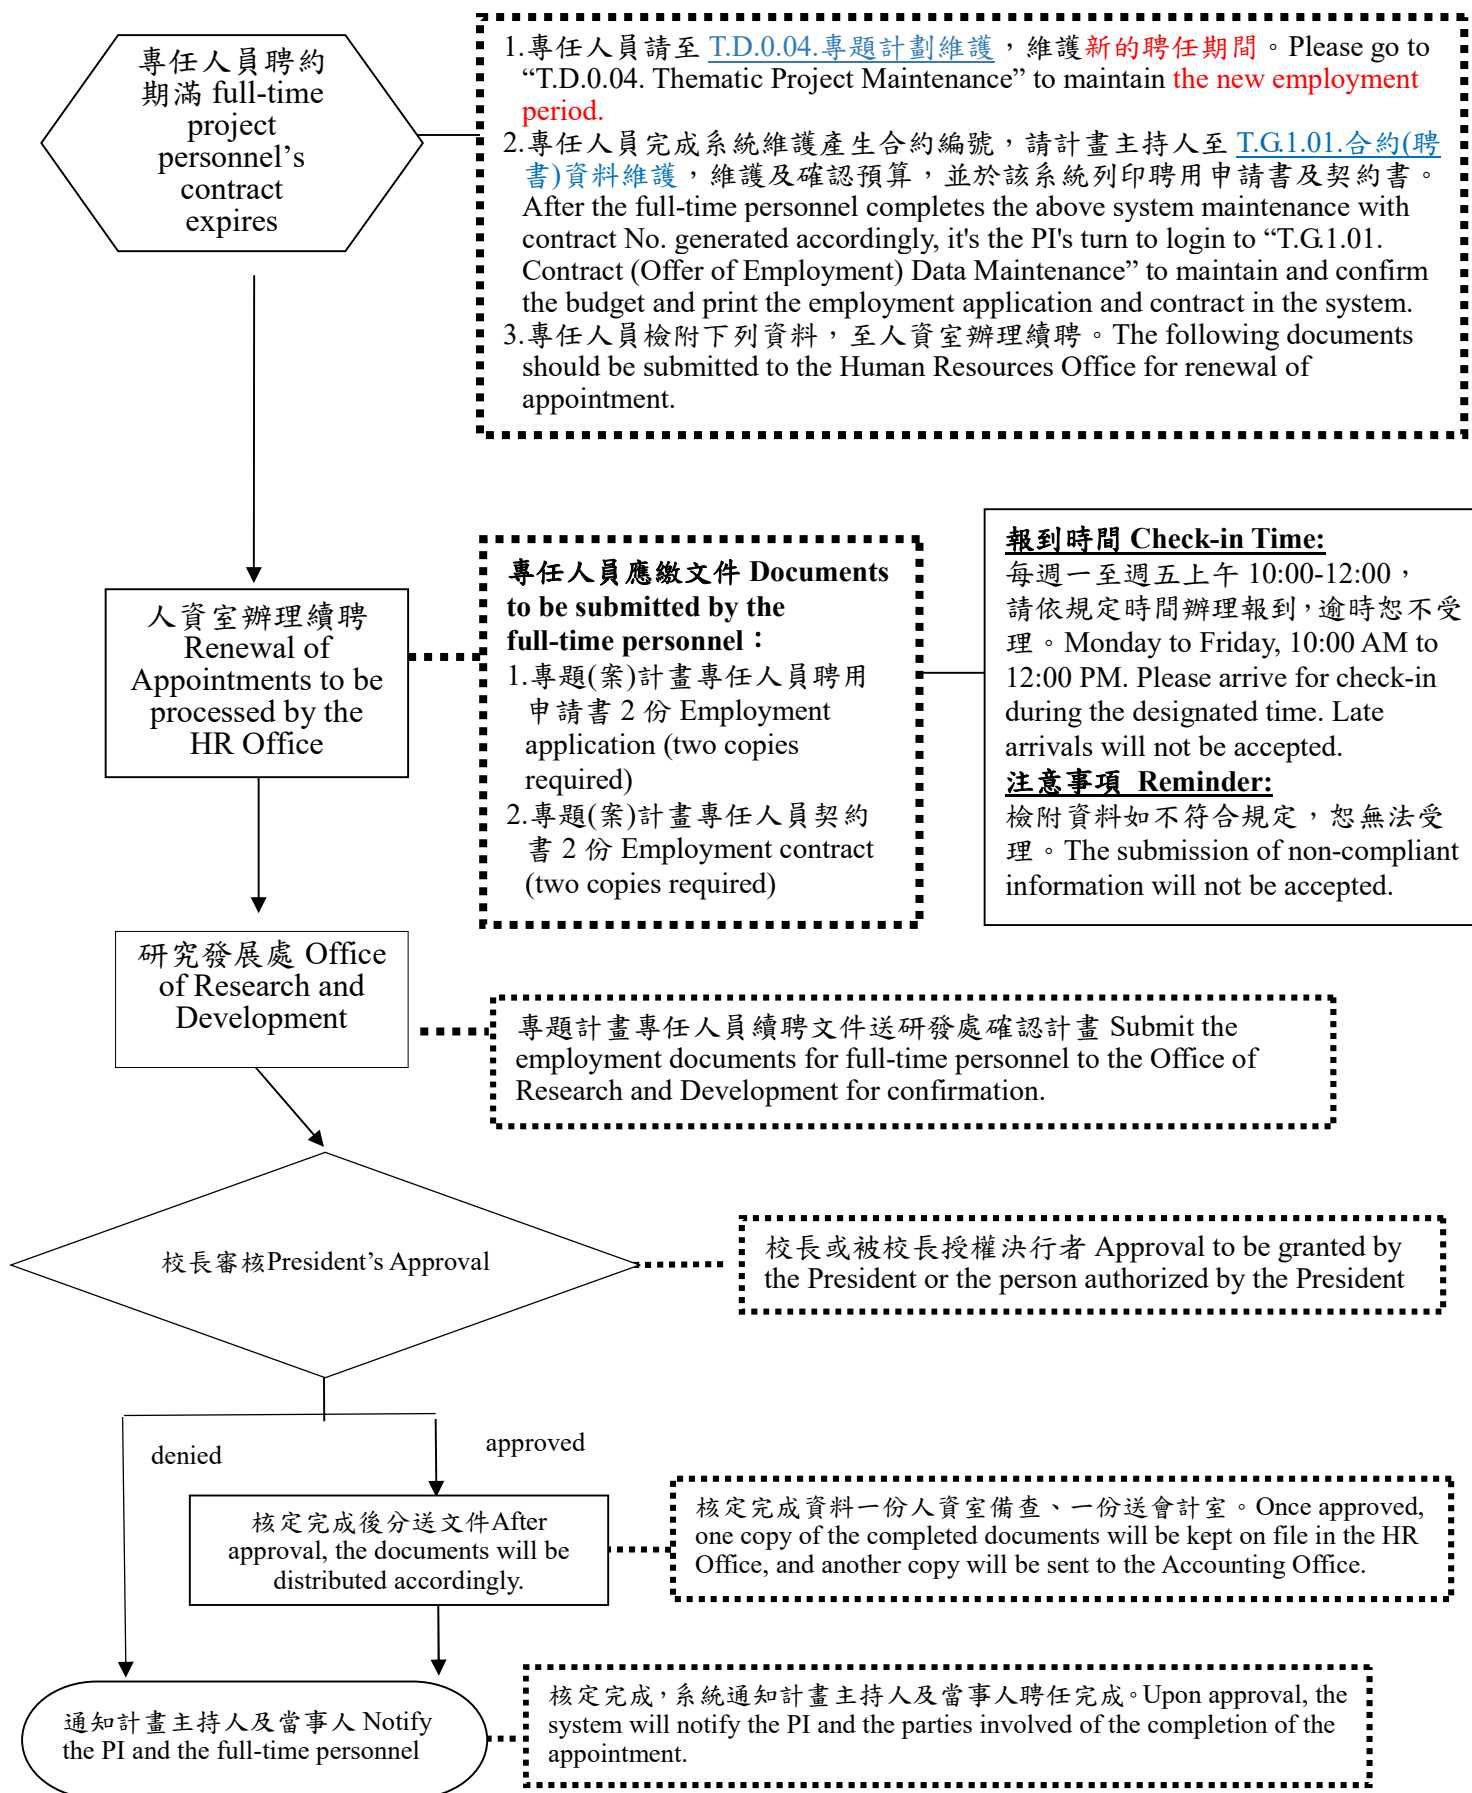 專任人員聘約
期滿 full-time
project
personnel’s
contract
expires
1.專任人員請至 T.D.0.04.專題計劃維護，維護新的聘任期間。Please go to
“T.D.0.04. Thematic Project Maintenance” to maintain the new employment
period.
2.專任人員完成系統維護產生合約編號，請計畫主持人至 T.G.1.01.合約(聘
書)資料維護，維護及確認預算，並於該系統列印聘用申請書及契約書。
After the full-time personnel completes the above system maintenance with
contract No. generated accordingly, it's the PI's turn to login to “T.G.1.01.
Contract (Offer of Employment) Data Maintenance” to maintain and confirm
the budget and print the employment application and contract in the system.
3.專任人員檢附下列資料，至人資室辦理續聘。The following documents
should be submitted to the Human Resources Office for renewal of
appointment.
人資室辦理續聘
Renewal of
Appointments to be
processed by the
HR Office
專任人員應繳文件 Documents
to be submitted by the
full-time personnel：
1.專題(案)計畫專任人員聘用
申請書 2 份 Employment
application (two copies
required)
2.專題(案)計畫專任人員契約
書 2 份 Employment contract
(two copies required)
報到時間 Check-in Time:
每週一至週五上午 10:00-12:00，
請依規定時間辦理報到，逾時恕不受
理。Monday to Friday, 10:00 AM to
12:00 PM. Please arrive for check-in
during the designated time. Late
arrivals will not be accepted.
注意事項 Reminder:
檢附資料如不符合規定，恕無法受
理。The submission of non-compliant
information will not be accepted.
研究發展處 Office
of Research and
Development
專題計畫專任人員續聘文件送研發處確認計畫 Submit the
employment documents for full-time personnel to the Office of
Research and Development for confirmation.
校長審核President’s Approval
校長或被校長授權決行者 Approval to be granted by
the President or the person authorized by the President
denied
approved
核定完成後分送文件After
approval, the documents will be
distributed accordingly.
核定完成資料一份人資室備查、一份送會計室。Once approved,
one copy of the completed documents will be kept on file in the HR
Office, and another copy will be sent to the Accounting Office.
通知計畫主持人及當事人 Notify
the PI and the full-time personnel
核定完成，系統通知計畫主持人及當事人聘任完成。Upon approval, the
system will notify the PI and the parties involved of the completion of the
appointment.